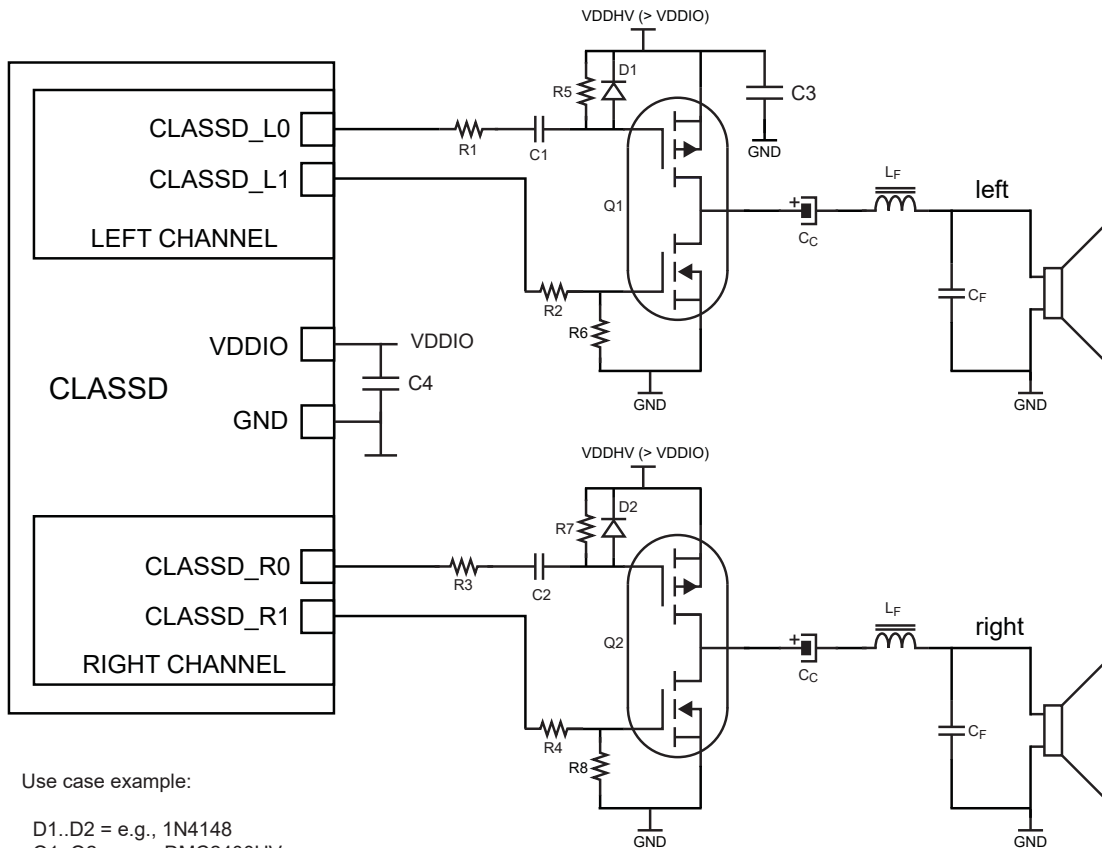 VDDHV (> VDDIO)
D1
R5
C3
CLASSD_L0
R1
C1
GND
CLASSD_L1
LF
left
Q1
+
CC
LEFT CHANNEL
CF
R2
R6
VDDIO
VDDIO
CLASSD
C4
GND
GND
GND
VDDHV (> VDDIO)
D2
R7
CLASSD_R0
R3
C2
CLASSD_R1
LF
right
Q2
+
CC
RIGHT CHANNEL
CF
R4
R8
Use case example:
GND
GND
D1..D2 = e.g., 1N4148